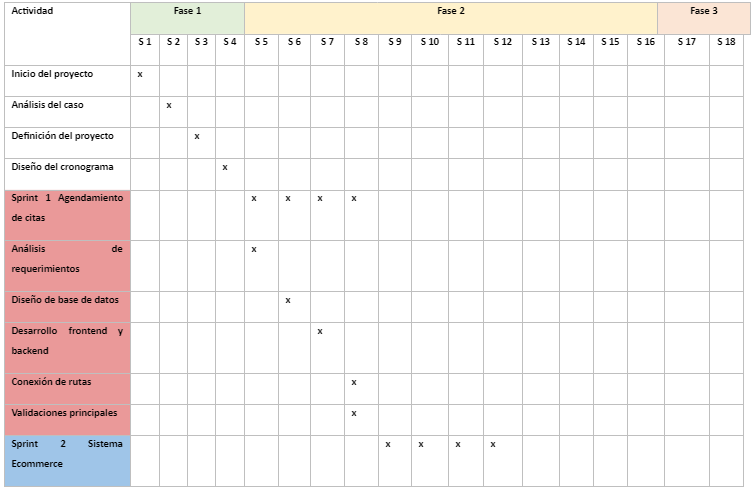 Actividad Fase 1 Fase 2 Fase 3
S 1 S 2 S 3 S 4 S 5 S 6 S 7 S 8 S 9 S 10 S 11 S 12 S 13 S 14 S 15 S 16 S 17 S 18
Inicio del proyecto x
Análisis del caso x
Definición del proyecto x
Diseño del cronograma x
Sprint 1 Agendamiento x x x x
de citas
Análisis de x
requerimientos
Diseño de base de datos x
Desarrollo frontend y x
backend
Conexión de rutas x
Validaciones principales x
Sprint 2 Sistema x x x x
Ecommerce